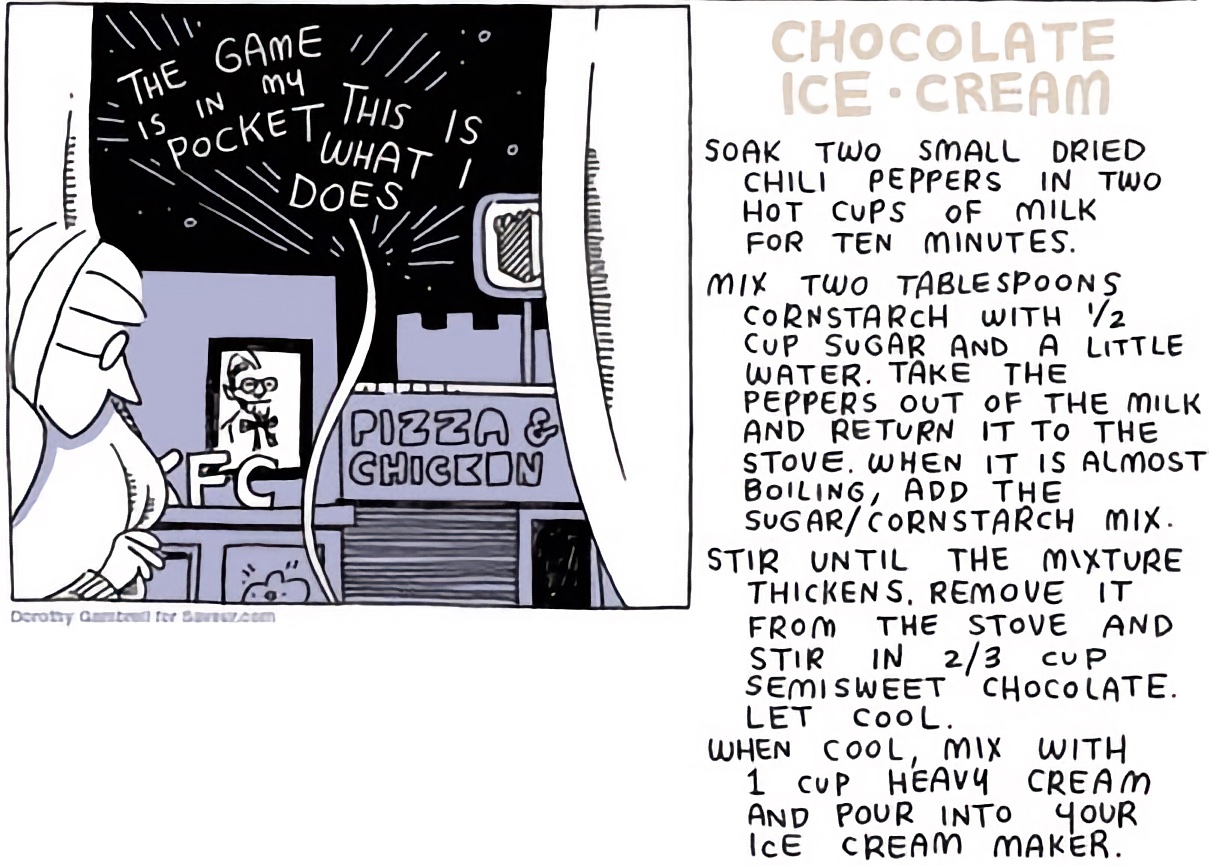 THE GAME
IS IN MY
POCKET
THIS IS
WHAT I
DOES
FC
PIZZA &
CHICKEN
Dorothy Gambrell for Saveur.com
CHOCOLATE
ICE·CREAM
SOAK TWO SMALL DRIED
CHILI PEPPERS IN TWO
HOT CUPS OF MILK
FOR TEN MINUTES.
MIX TWO TABLESPOONS
CORNSTARCH WITH 1/2
CUP SUGAR AND A LITTLE
WATER. TAKE THE
PEPPERS OUT OF THE MILK
AND RETURN IT TO THE
STOVE. WHEN IT IS ALMOST
BOILING, ADD THE
SUGAR/CORNSTARCH MIX.
STIR UNTIL THE MIXTURE
THICKENS. REMOVE IT
FROM THE STOVE AND
STIR IN 2/3 CUP
SEMISWEET CHOCOLATE.
LET COOL.
WHEN COOL, MIX WITH
1 CUP HEAVY CREAM
AND POUR INTO YOUR
ICE CREAM MAKER.